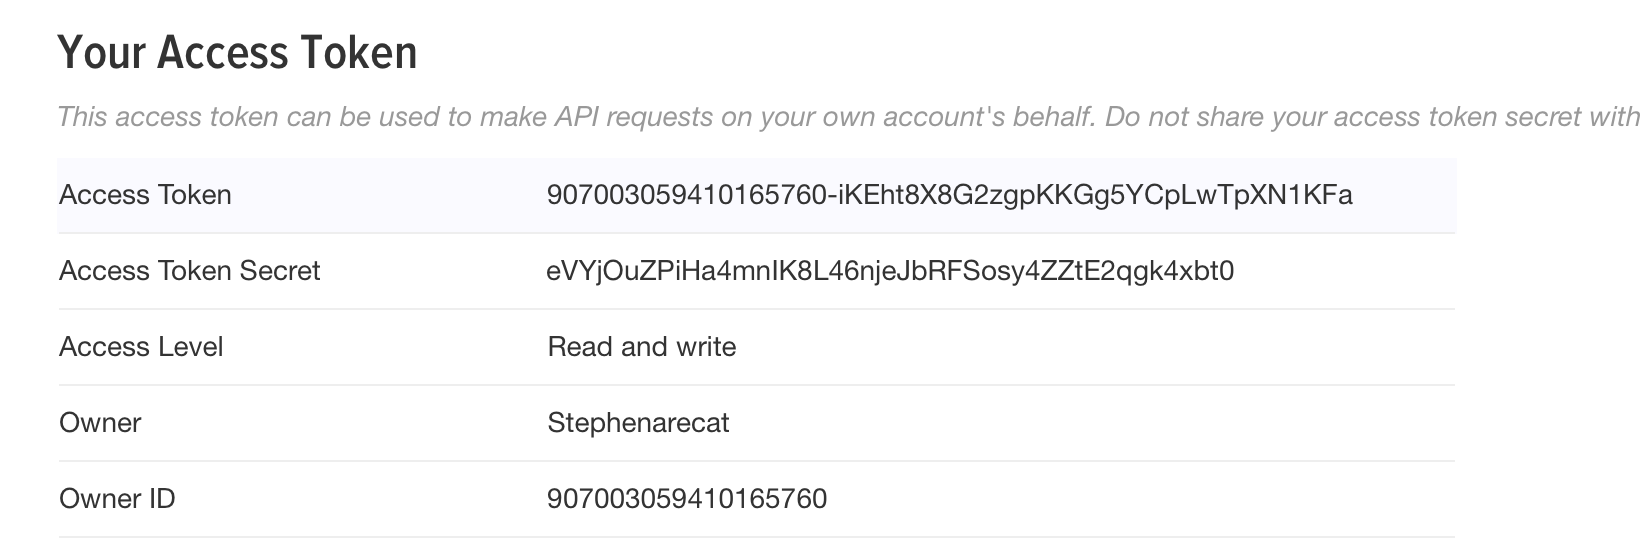 Your Access Token
This access token can be used to make API requests on your own account's behalf. Do not share your access token secret with
Access Token 907003059410165760-iKEht8X8G2zgpKKGg5YCpLwTpXN1KFa
Access Token Secret eVYjOuZPiHa4mnIK8L46njeJbRFSosy4ZZtE2qgk4xbt0
Access Level Read and write
Owner Stephenarecat
Owner ID 907003059410165760